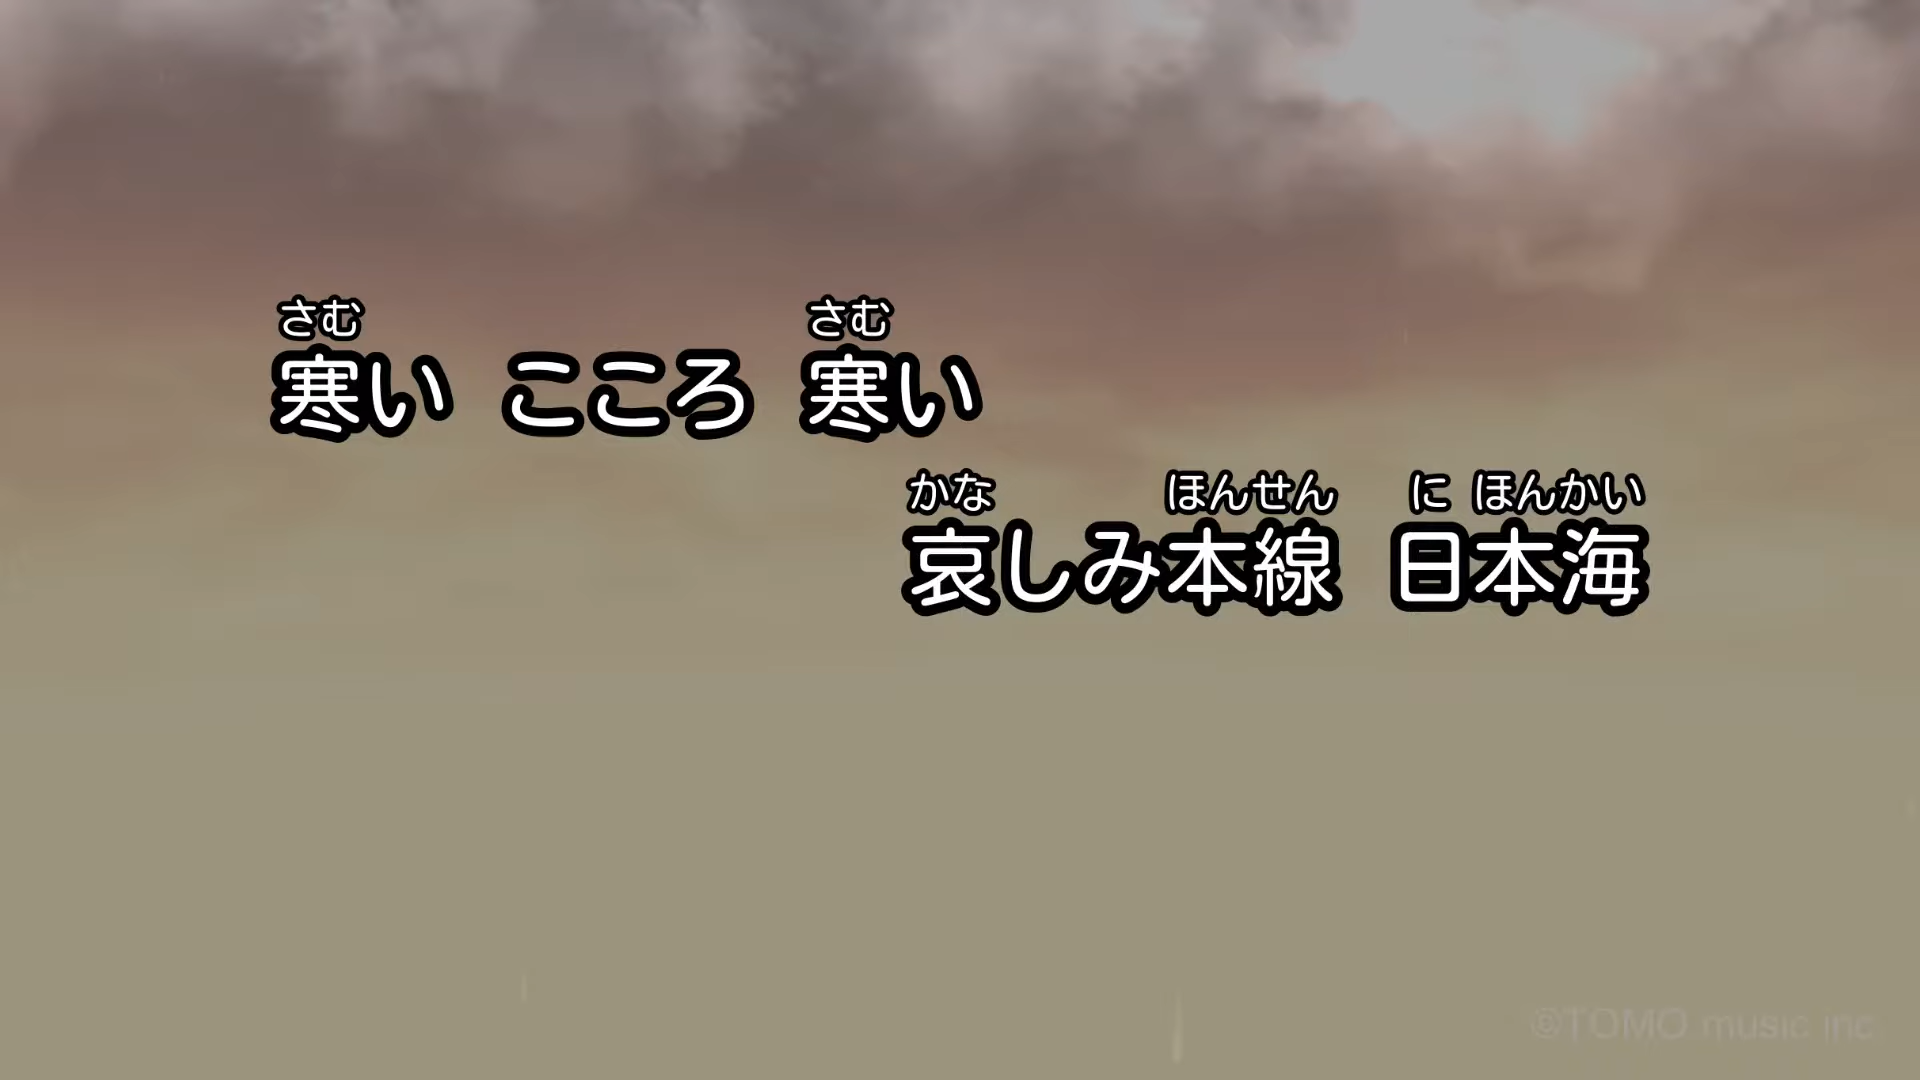 さむ さむ
寒い こころ 寒い
かな ほんせん に ほんかい
哀しみ本線 日本海
©TOMO music inc.